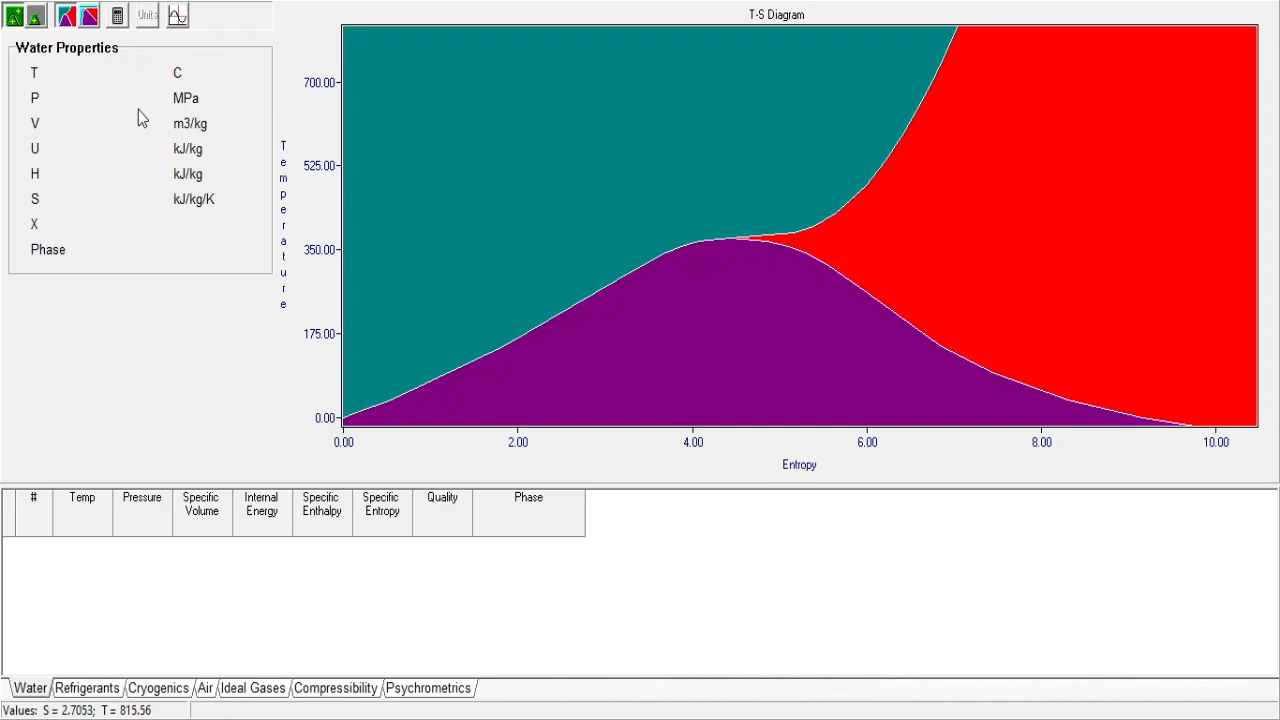 Units
T-S Diagram
Water Properties
T C
P MPa
V m3/kg
U kJ/kg
H kJ/kg
S kJ/kg/K
X
Phase
Temperature
700.00
525.00
350.00
175.00
0.00
0.00 2.00 4.00 6.00 8.00 10.00
Entropy
# Temp Pressure Specific Volume Internal Energy Specific Enthalpy Specific Entropy Quality Phase
Water Refrigerants Cryogenics Air Ideal Gases Compressibility Psychrometrics
Values: S = 2.7053; T = 815.56